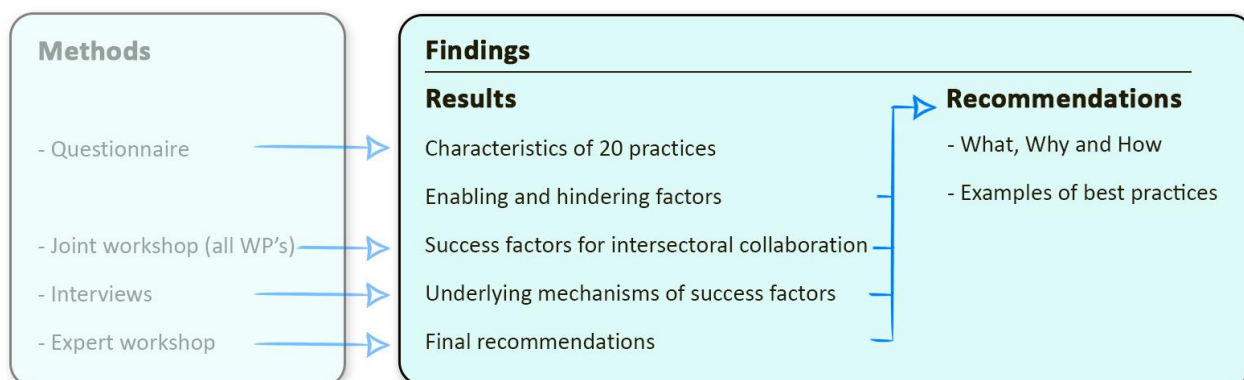 Methods
- Questionnaire
- Joint workshop (all WP's)
- Interviews
- Expert workshop
Findings
Results
Characteristics of 20 practices
Enabling and hindering factors
Success factors for intersectoral collaboration
Underlying mechanisms of success factors
Final recommendations
Recommendations
- What, Why and How
- Examples of best practices